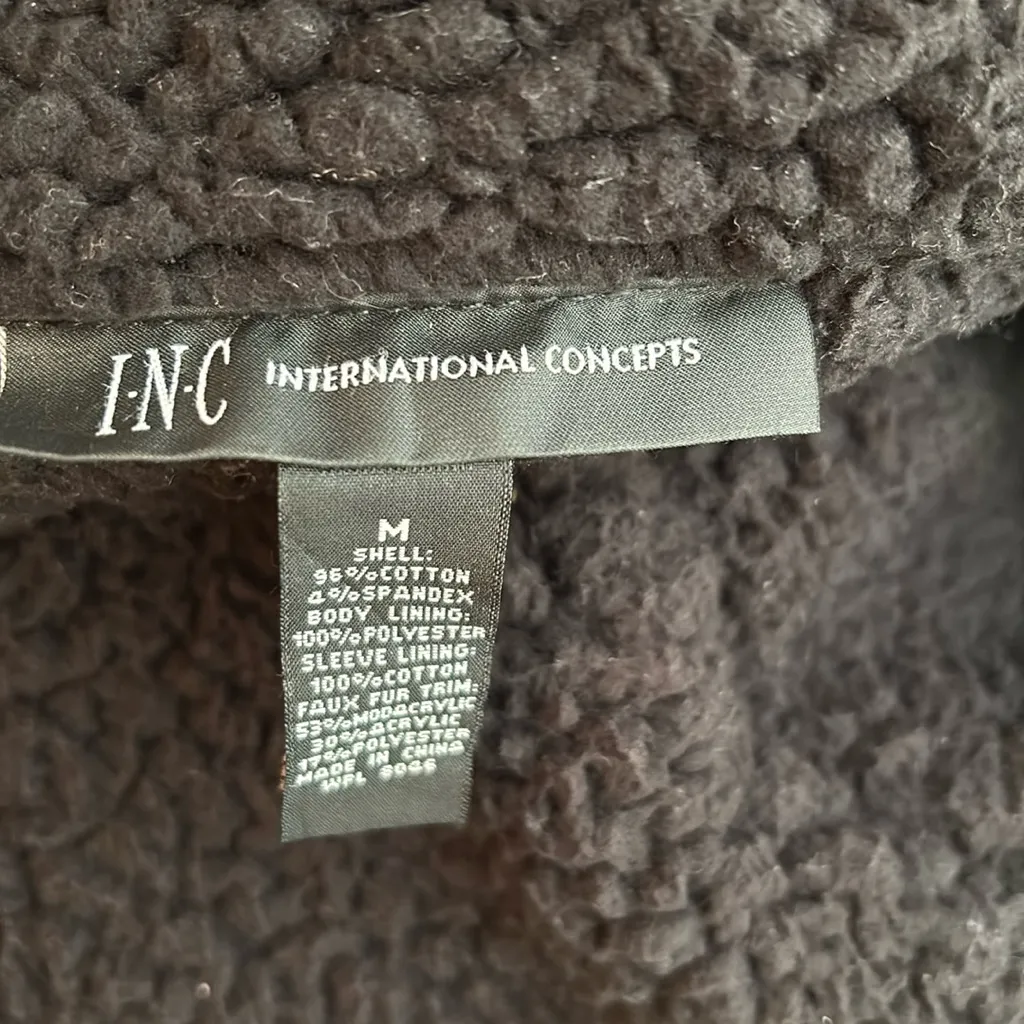 I·N·C INTERNATIONAL CONCEPTS
M
SHELL:
96%COTTON
4%SPANDEX
BODY LINING:
100%POLYESTER
SLEEVE LINING:
100%COTTON
FAUX FUR TRIM:
53%MODACRYLIC
30%ACRYLIC
17%POLYESTER
MADE IN CHINA
WPL